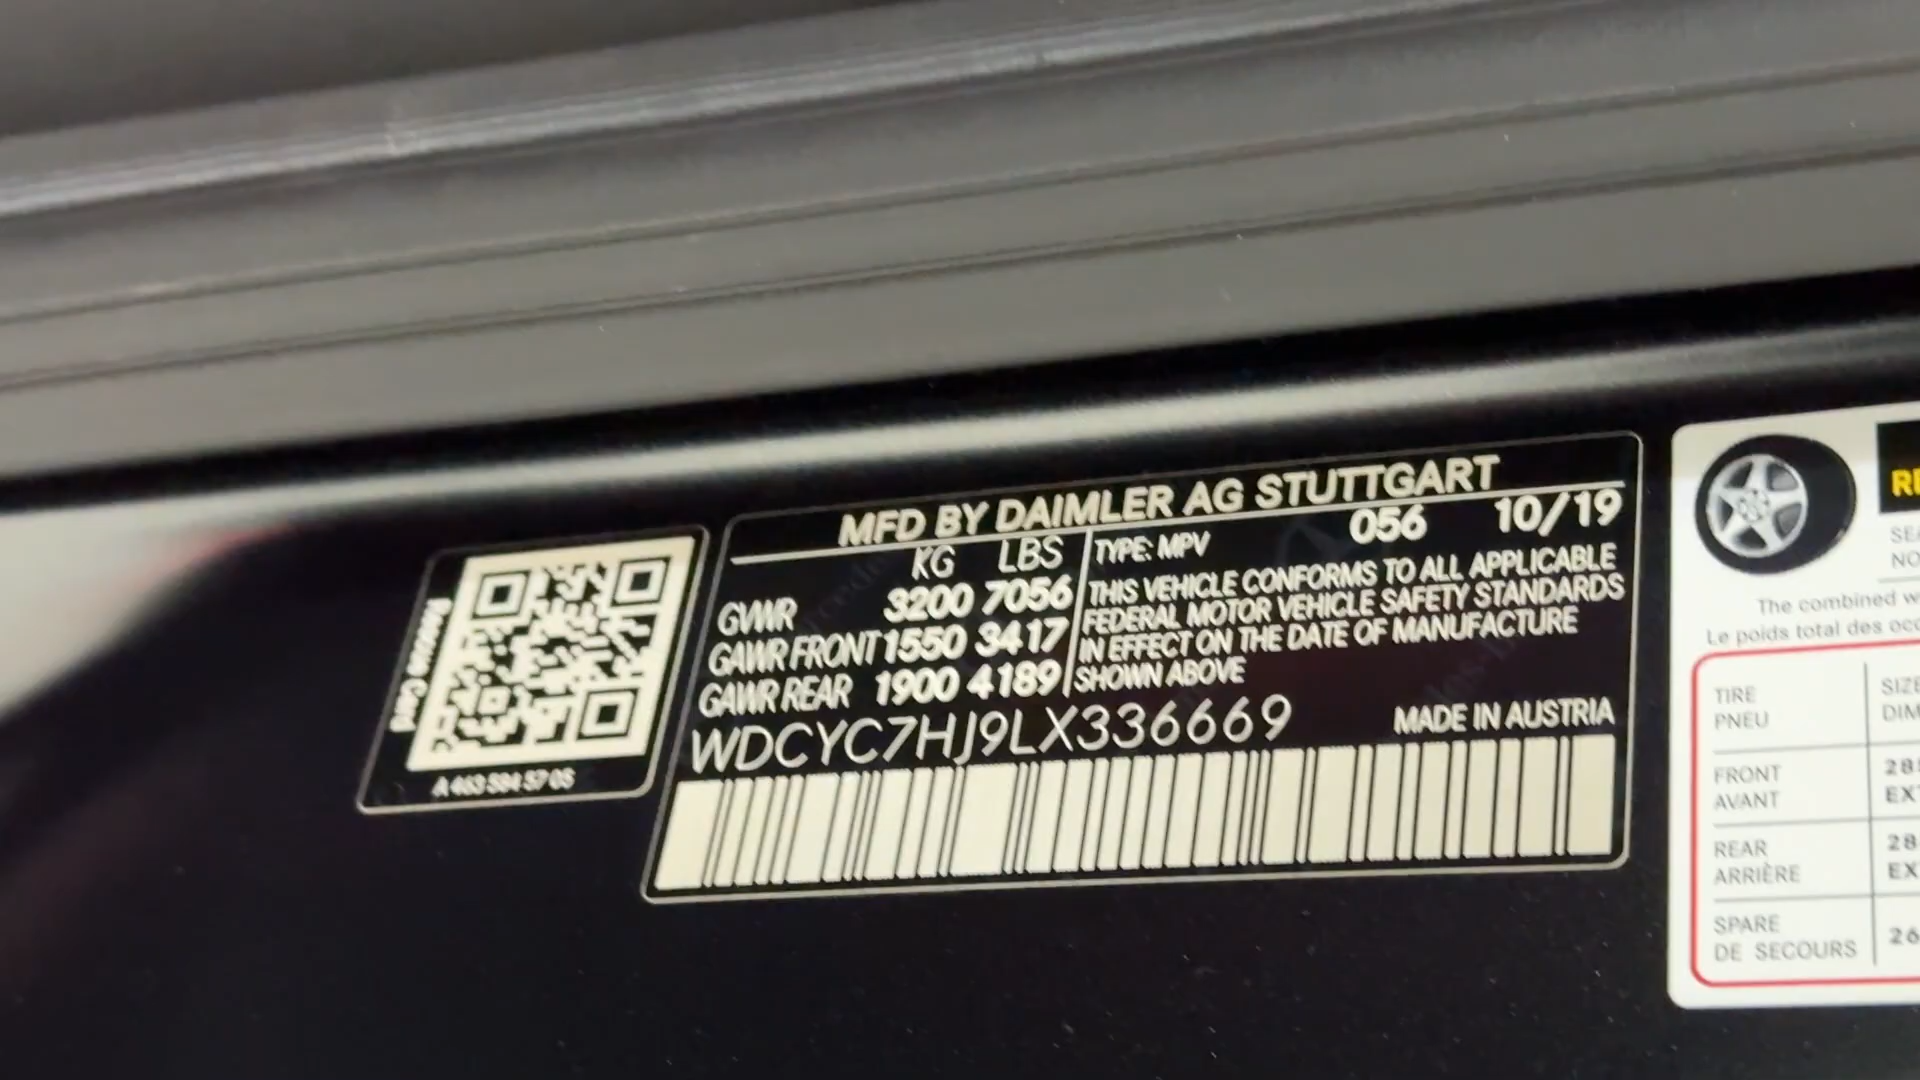 MFD BY DAIMLER AG STUTTGART
KG LBS TYPE: MPV 056 10/19
GVWR 3200 7056
GAWR FRONT 1550 3417
GAWR REAR 1900 4189
THIS VEHICLE CONFORMS TO ALL APPLICABLE
FEDERAL MOTOR VEHICLE SAFETY STANDARDS
IN EFFECT ON THE DATE OF MANUFACTURE
SHOWN ABOVE
WDCYC7HJ9LX336669 MADE IN AUSTRIA
Rescue Card
A 463 584 57 05
The combined
Le poids total des
TIRE
PNEU
FRONT
AVANT
REAR
ARRIÈRE
SPARE
DE SECOURS